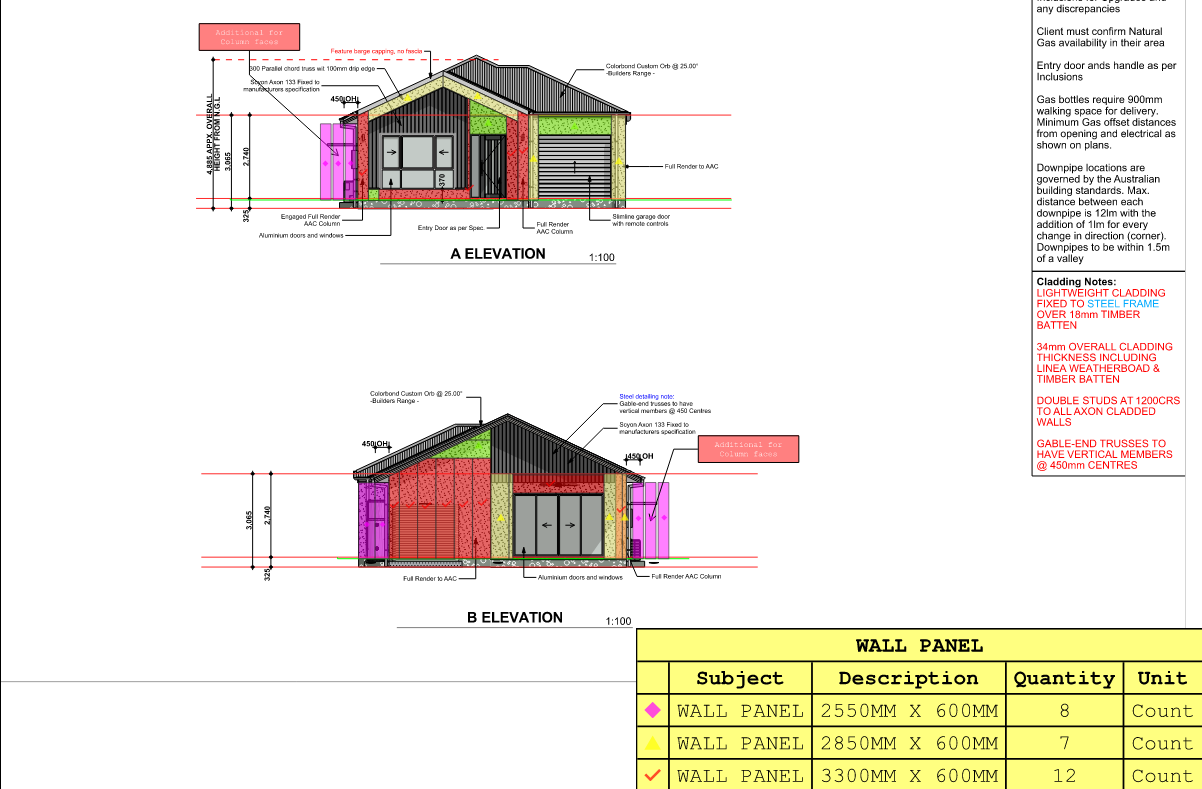 any discrepancies
Client must confirm Natural
Gas availability in their area
Entry door ands handle as per
Inclusions
Gas bottles require 900mm
walking space for delivery.
Minimum Gas offset distances
from opening and electrical as
shown on plans.
Downpipe locations are
governed by the Australian
building standards. Max.
distance between each
downpipe is 12lm with the
addition of 1lm for every
change in direction (corner).
Downpipes to be within 1.5m
of a valley
Cladding Notes:
LIGHTWEIGHT CLADDING
FIXED TO STEEL FRAME
OVER 18mm TIMBER
BATTEN
34mm OVERALL CLADDING
THICKNESS INCLUDING
LINEA WEATHERBOAD &
TIMBER BATTEN
DOUBLE STUDS AT 1200CRS
TO ALL AXON CLADDED
WALLS
GABLE-END TRUSSES TO
HAVE VERTICAL MEMBERS
@ 450mm CENTRES
Additional for
Column faces
Feature barge capping, no fascia
300 Parallel chord truss wit 100mm drip edge
Scyon Axon 133 Fixed to
manufacturers specification
450 OH
Colorbond Custom Orb @ 25.00°
-Builders Range -
4,885 APPX. OVERALL
HEIGHT FROM N.G.L
3,065
2,740
325
370
Full Render to AAC
Engaged Full Render
AAC Column
Aluminium doors and windows
Entry Door as per Spec.
Full Render
AAC Column
Slimline garage door
with remote controls
A ELEVATION
1:100
Colorbond Custom Orb @ 25.00°
-Builders Range -
Steel detailing note:
Gable-end trusses to have
vertical members @ 450 Centres
Scyon Axon 133 Fixed to
manufacturers specification
Additional for
Column faces
450 OH
450 OH
3,065
2,740
325
Full Render to AAC
Aluminium doors and windows
Full Render AAC Column
B ELEVATION
1:100
WALL PANEL
Subject Description Quantity Unit
WALL PANEL 2550MM X 600MM 8 Count
WALL PANEL 2850MM X 600MM 7 Count
WALL PANEL 3300MM X 600MM 12 Count